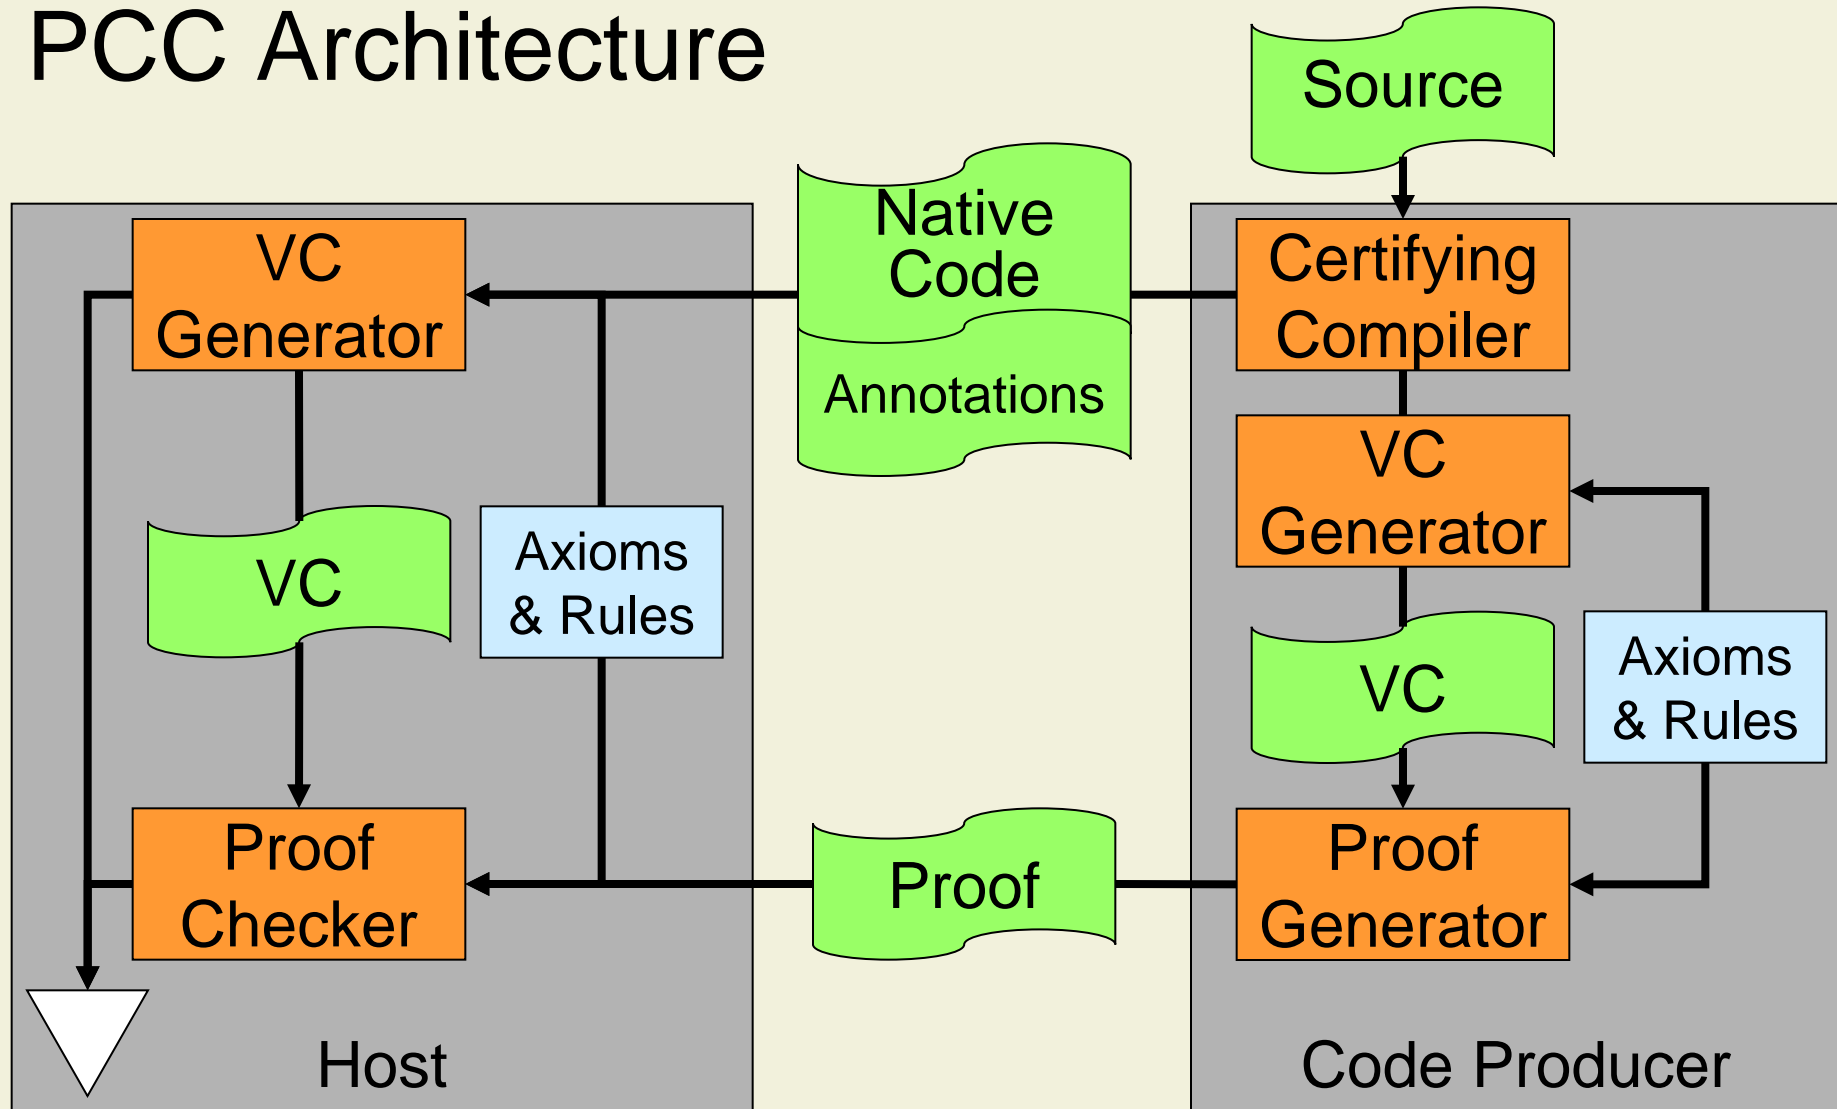 PCC Architecture
Source
Native
Code
Annotations
VC
Generator
Certifying
Compiler
VC
Generator
VC
Axioms
& Rules
VC
Axioms
& Rules
Proof
Checker
Proof
Proof
Generator
Host
Code Producer